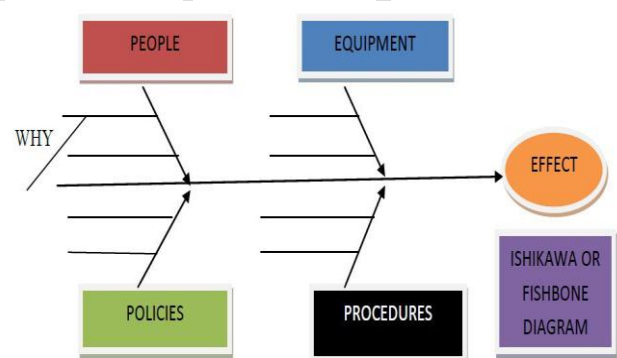 PEOPLE
EQUIPMENT
WHY
EFFECT
POLICIES
PROCEDURES
ISHIKAWA OR
FISHBONE
DIAGRAM